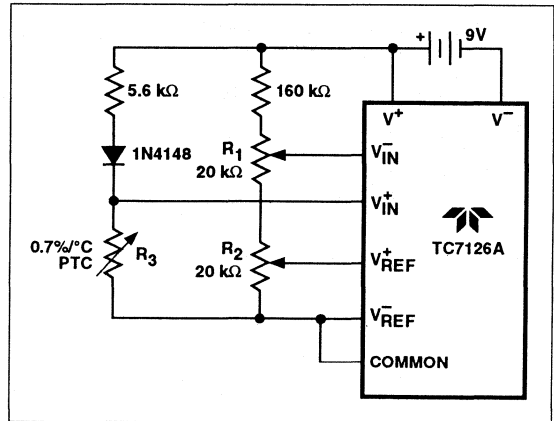 + 9V
5.6 kΩ
160 kΩ
V+ V−
1N4148
R1
20 kΩ
V−IN
V+IN
TC7126A
0.7%/°C
PTC
R3
R2
20 kΩ
V+REF
V−REF
COMMON